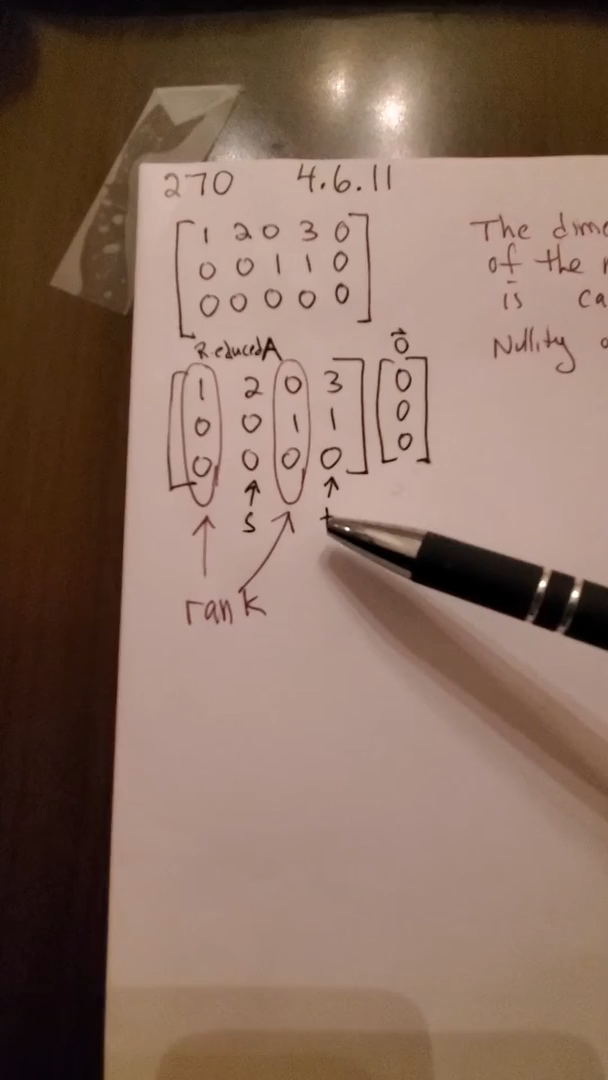 270 4.6.11
1 2 0 3 0
0 0 1 1 0
0 0 0 0 0
The
of the
is
Nullity
Reduced A
0⃗
1 2 0 3 0
0 0 1 1 0
0 0 0 0 0
s t
rank